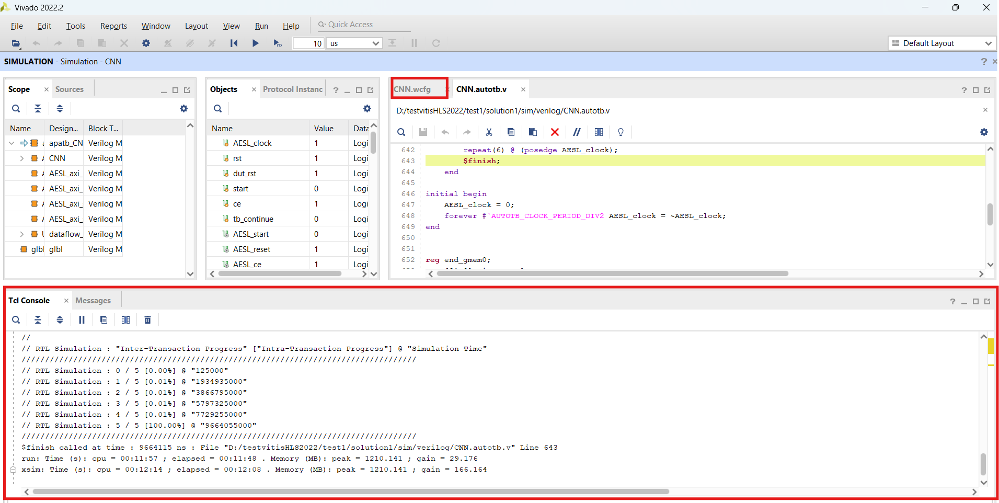 Vivado 2022.2
File Edit Tools Reports Window Layout View Run Help Quick Access
10 us Default Layout
SIMULATION - Simulation - CNN
Scope Sources
Name Design... Block T...
apatb_CN Verilog M
CNN Verilog M
AESL_axi_ Verilog M
AESL_axi_ Verilog M
AESL_axi_ Verilog M
AESL_axi_ Verilog M
dataflow_ Verilog M
glbl glbl Verilog M
Objects Protocol Instanc
Name Value Data
AESL_clock 1 Logi
rst 1 Logi
dut_rst 1 Logi
start 0 Logi
ce 1 Logi
tb_continue 0 Logi
AESL_start 0 Logi
AESL_reset 1 Logi
AESL_ce 1 Logi
CNN.wcfg CNN.autotb.v
D:/testvitisHLS2022/test1/solution1/sim/verilog/CNN.autotb.v
642 repeat(6) @ (posedge AESL_clock);
643 $finish;
644 end
645
646 initial begin
647 AESL_clock = 0;
648 forever #`AUTOTB_CLOCK_PERIOD_DIV2 AESL_clock = ~AESL_clock;
649 end
650
651
652 reg end_gmem0;
Tcl Console Messages
//
// RTL Simulation : "Inter-Transaction Progress" ["Intra-Transaction Progress"] @ "Simulation Time"
////////////////////////////////////////////////////////////////////////////////////
// RTL Simulation : 0 / 5 [0.00%] @ "125000"
// RTL Simulation : 1 / 5 [0.01%] @ "1934935000"
// RTL Simulation : 2 / 5 [0.01%] @ "3866795000"
// RTL Simulation : 3 / 5 [0.01%] @ "5797325000"
// RTL Simulation : 4 / 5 [0.01%] @ "7729255000"
// RTL Simulation : 5 / 5 [100.00%] @ "9664055000"
////////////////////////////////////////////////////////////////////////////////////
$finish called at time : 9664115 ns : File "D:/testvitisHLS2022/test1/solution1/sim/verilog/CNN.autotb.v" Line 643
run: Time (s): cpu = 00:11:57 ; elapsed = 00:11:48 . Memory (MB): peak = 1210.141 ; gain = 29.176
xsim: Time (s): cpu = 00:12:14 ; elapsed = 00:12:08 . Memory (MB): peak = 1210.141 ; gain = 166.164